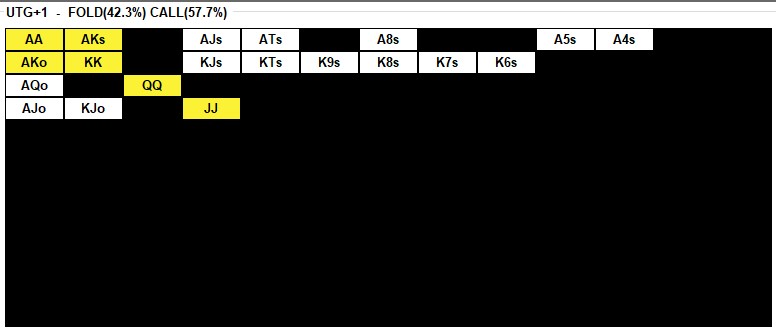 UTG+1 - FOLD(42.3%) CALL(57.7%)
AA AKs AJs ATs A8s A5s A4s
AKo KK KJs KTs K9s K8s K7s K6s
AQo QQ
AJo KJo JJ